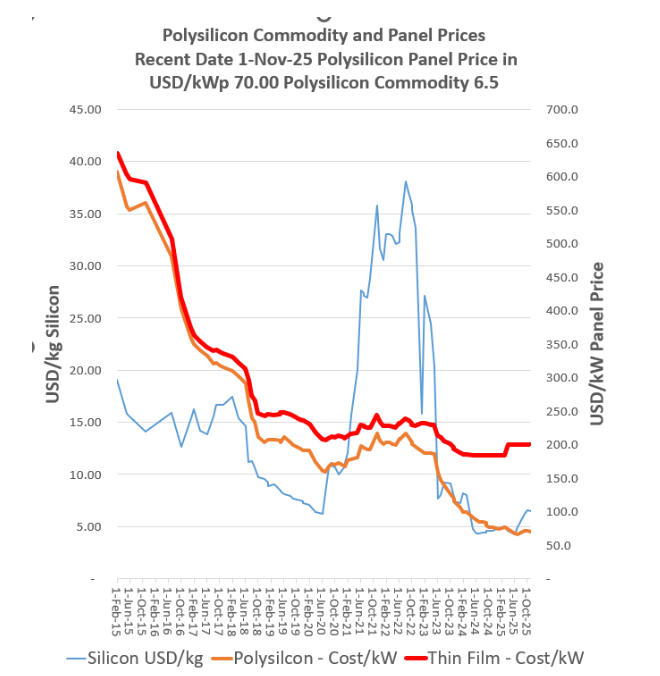 Polysilicon Commodity and Panel Prices
Recent Date 1-Nov-25 Polysilicon Panel Price in
USD/kWp 70.00 Polysilicon Commodity 6.5
45.00
40.00
35.00
30.00
25.00
20.00
15.00
10.00
5.00
-
USD/kg Silicon
700.0
650.0
600.0
550.0
500.0
450.0
400.0
350.0
300.0
250.0
200.0
150.0
100.0
50.0
-
USD/kW Panel Price
1-Feb-15
1-Jun-15
1-Oct-15
1-Feb-16
1-Jun-16
1-Oct-16
1-Feb-17
1-Jun-17
1-Oct-17
1-Feb-18
1-Jun-18
1-Oct-18
1-Feb-19
1-Jun-19
1-Oct-19
1-Feb-20
1-Jun-20
1-Oct-20
1-Feb-21
1-Jun-21
1-Oct-21
1-Feb-22
1-Jun-22
1-Oct-22
1-Feb-23
1-Jun-23
1-Oct-23
1-Feb-24
1-Jun-24
1-Oct-24
1-Feb-25
1-Jun-25
1-Oct-25
Silicon USD/kg
Polysilcon - Cost/kW
Thin Film - Cost/kW